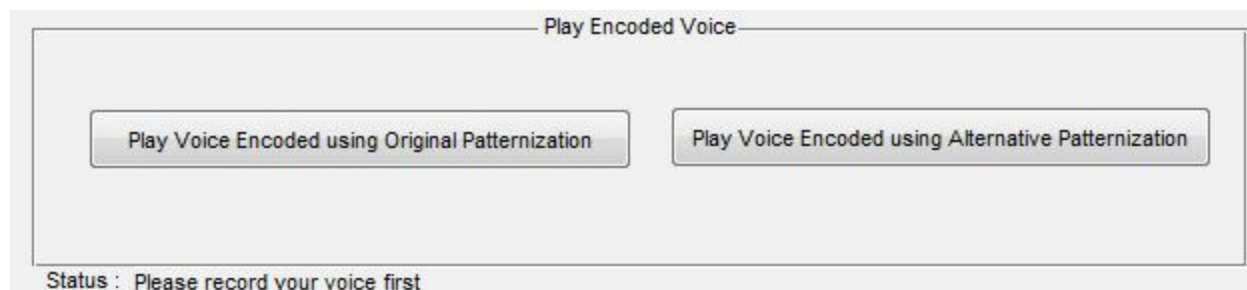 Play Encoded Voice
Play Voice Encoded using Original Patternization
Play Voice Encoded using Alternative Patternization
Status : Please record your voice first